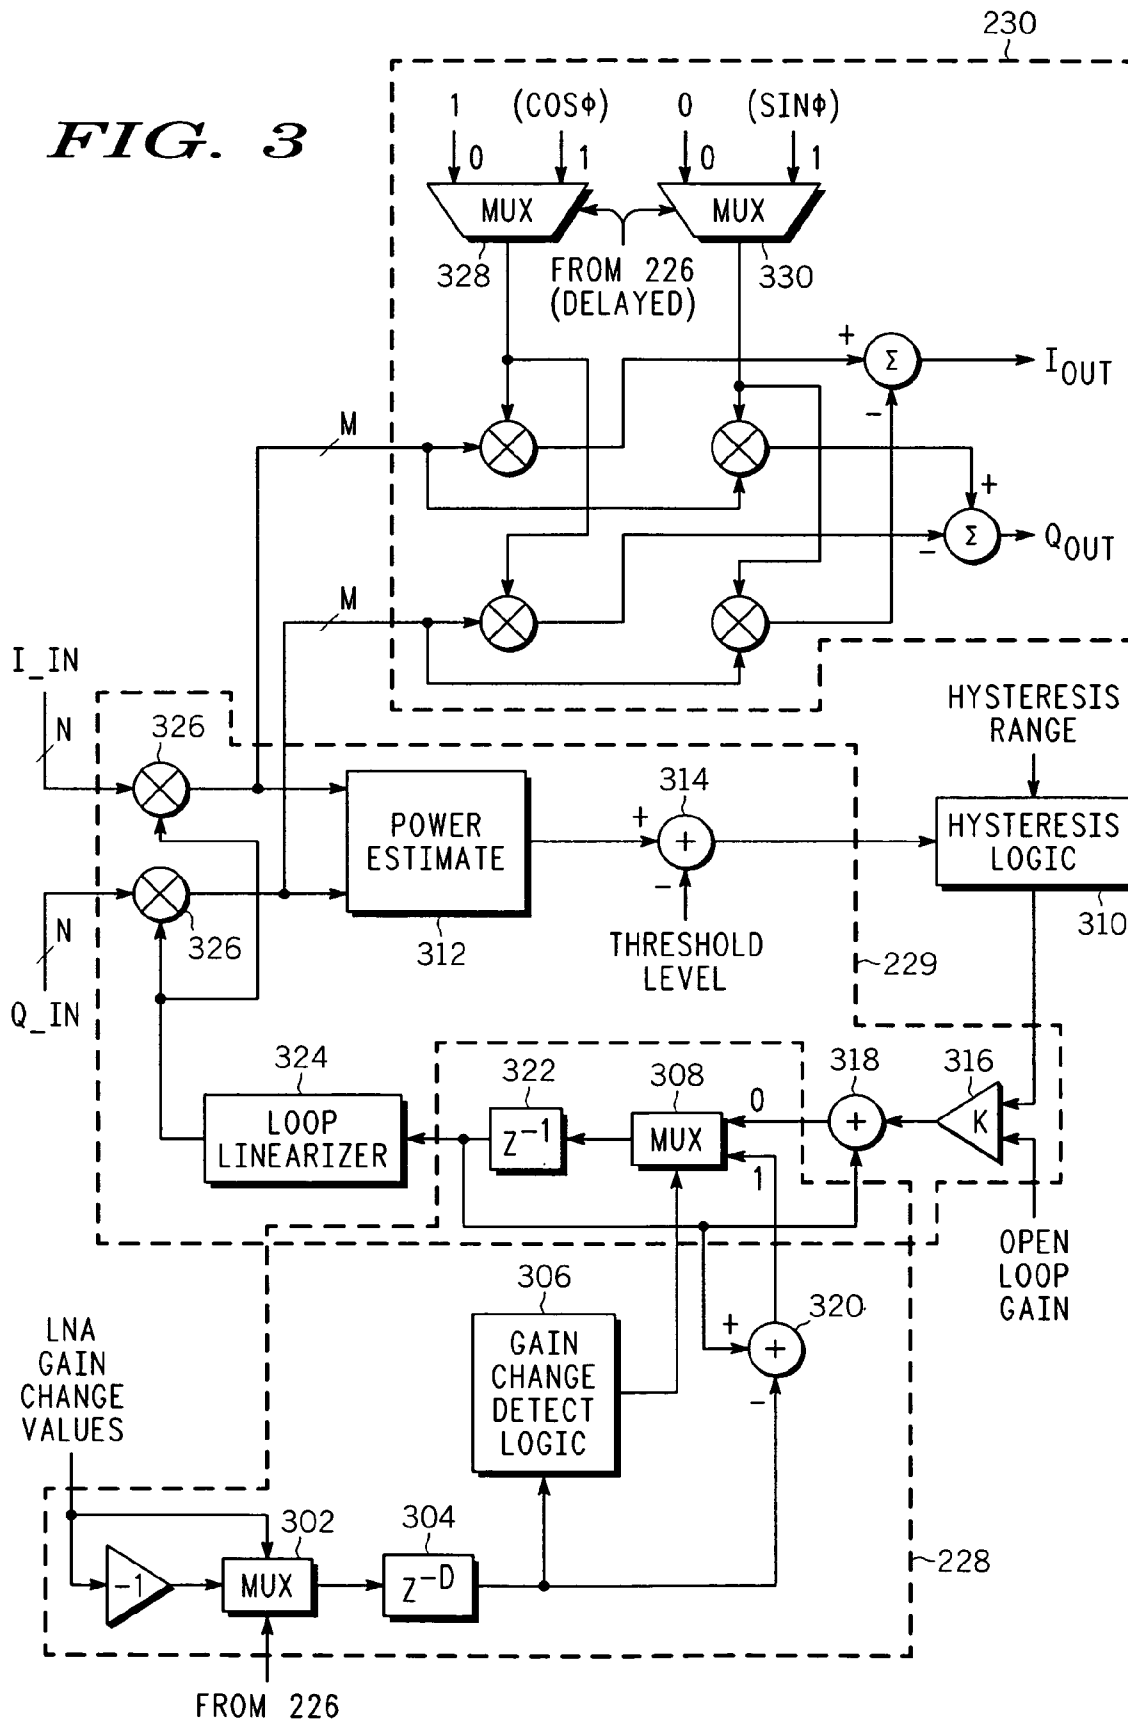 230
FIG. 3
1 (COSΦ) 0 (SINΦ)
0 1 0 1
MUX MUX
328 FROM 226 330
(DELAYED)
+
Σ
I_OUT
-
M
+
Σ
Q_OUT
-
M
I_IN
N
326
HYSTERESIS
RANGE
314
POWER
ESTIMATE
+
+
-
HYSTERESIS
LOGIC
310
312
THRESHOLD
LEVEL
229
326
N
Q_IN
324
322
308
318
316
0
LOOP
LINEARIZER
Z⁻¹
MUX
+
K
1
OPEN
LOOP
GAIN
306
320
LNA
GAIN
CHANGE
VALUES
GAIN
CHANGE
DETECT
LOGIC
+
+
-
302
304
-1
MUX
Z⁻ᴰ
228
FROM 226